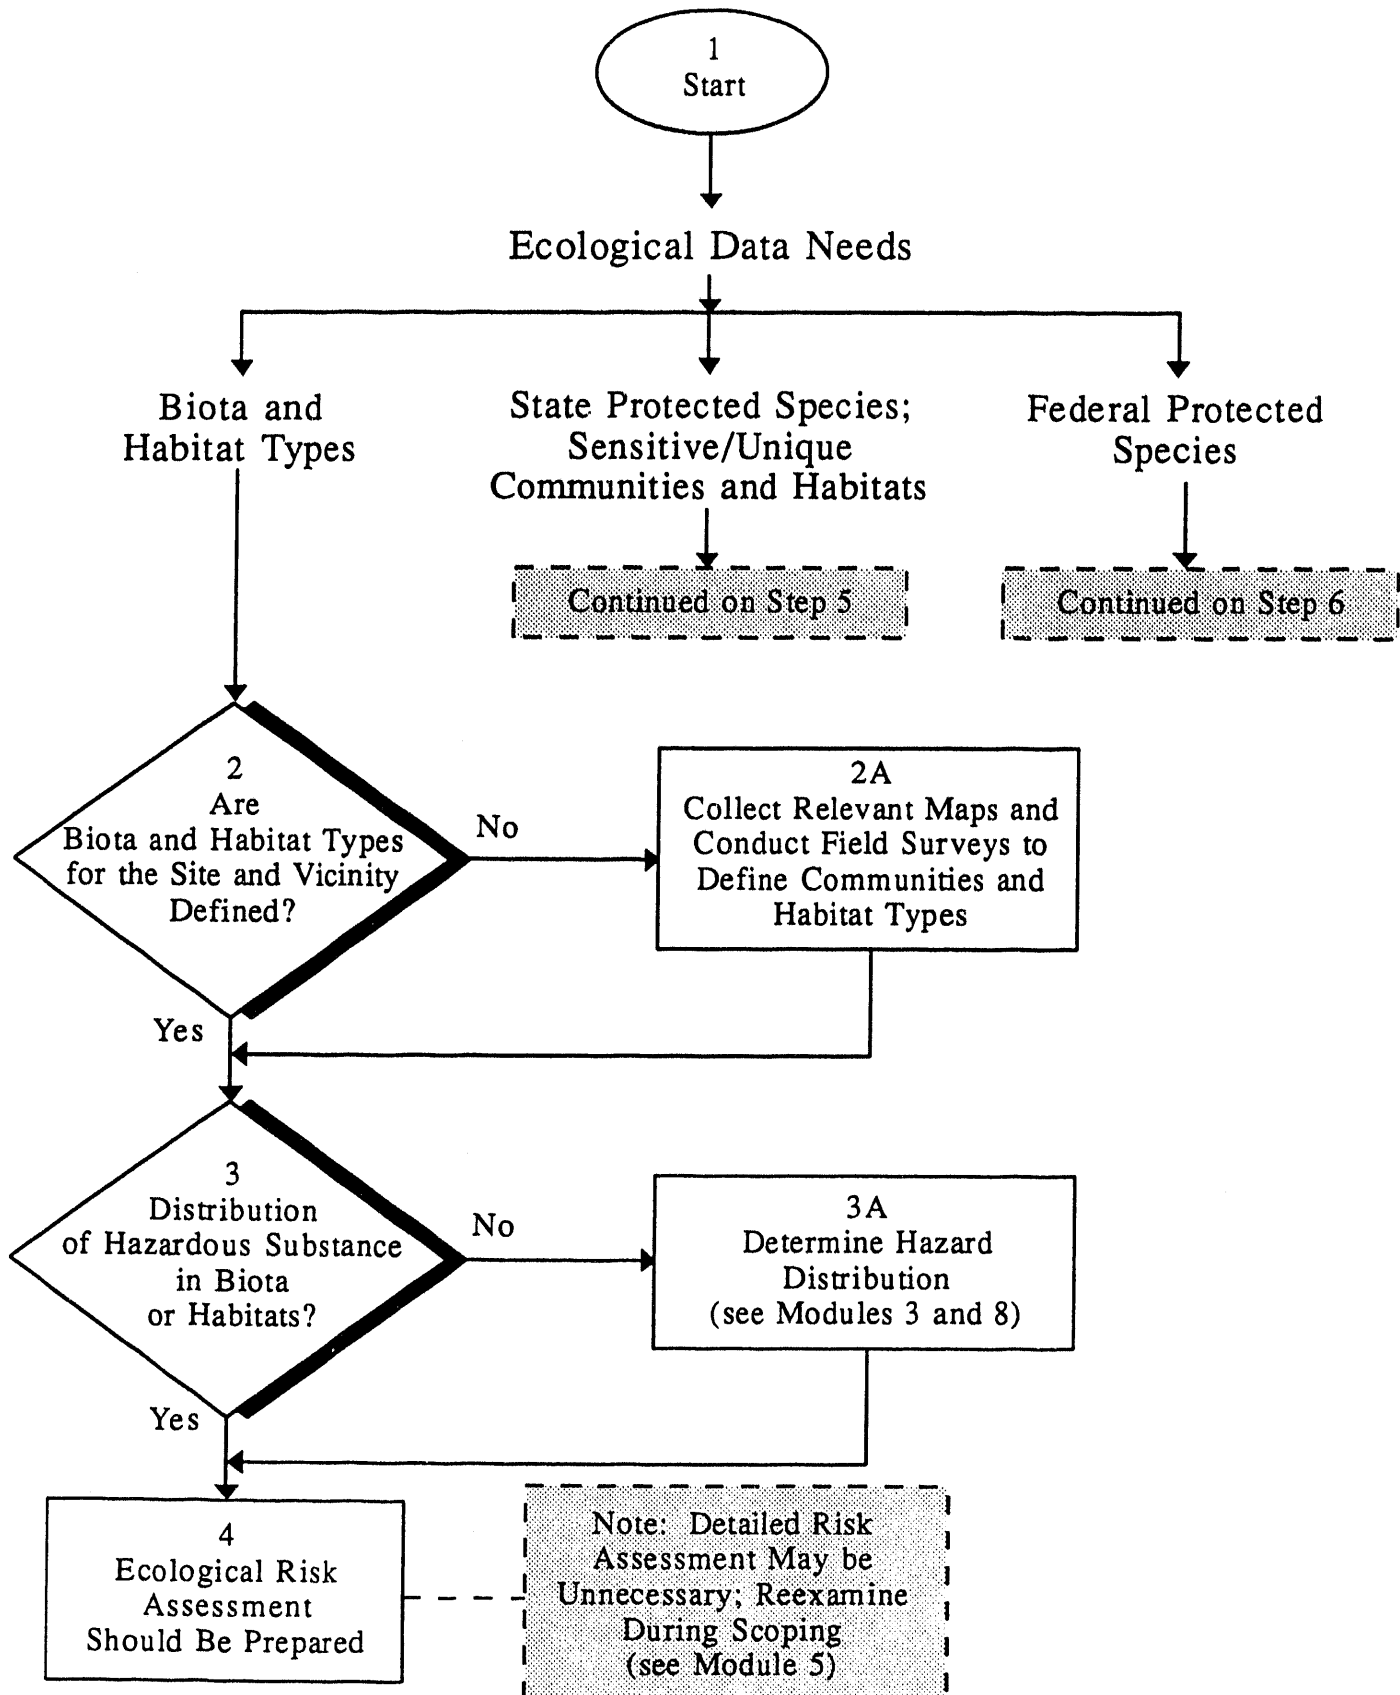 1
Start
Ecological Data Needs
Biota and
Habitat Types
State Protected Species;
Sensitive/Unique
Communities and Habitats
Federal Protected
Species
Continued on Step 5
Continued on Step 6
2
Are
Biota and Habitat Types
for the Site and Vicinity
Defined?
No
2A
Collect Relevant Maps and
Conduct Field Surveys to
Define Communities and
Habitat Types
Yes
3
Distribution
of Hazardous Substance
in Biota
or Habitats?
No
3A
Determine Hazard
Distribution
(see Modules 3 and 8)
Yes
4
Ecological Risk
Assessment
Should Be Prepared
Note: Detailed Risk
Assessment May be
Unnecessary; Reexamine
During Scoping
(see Module 5)